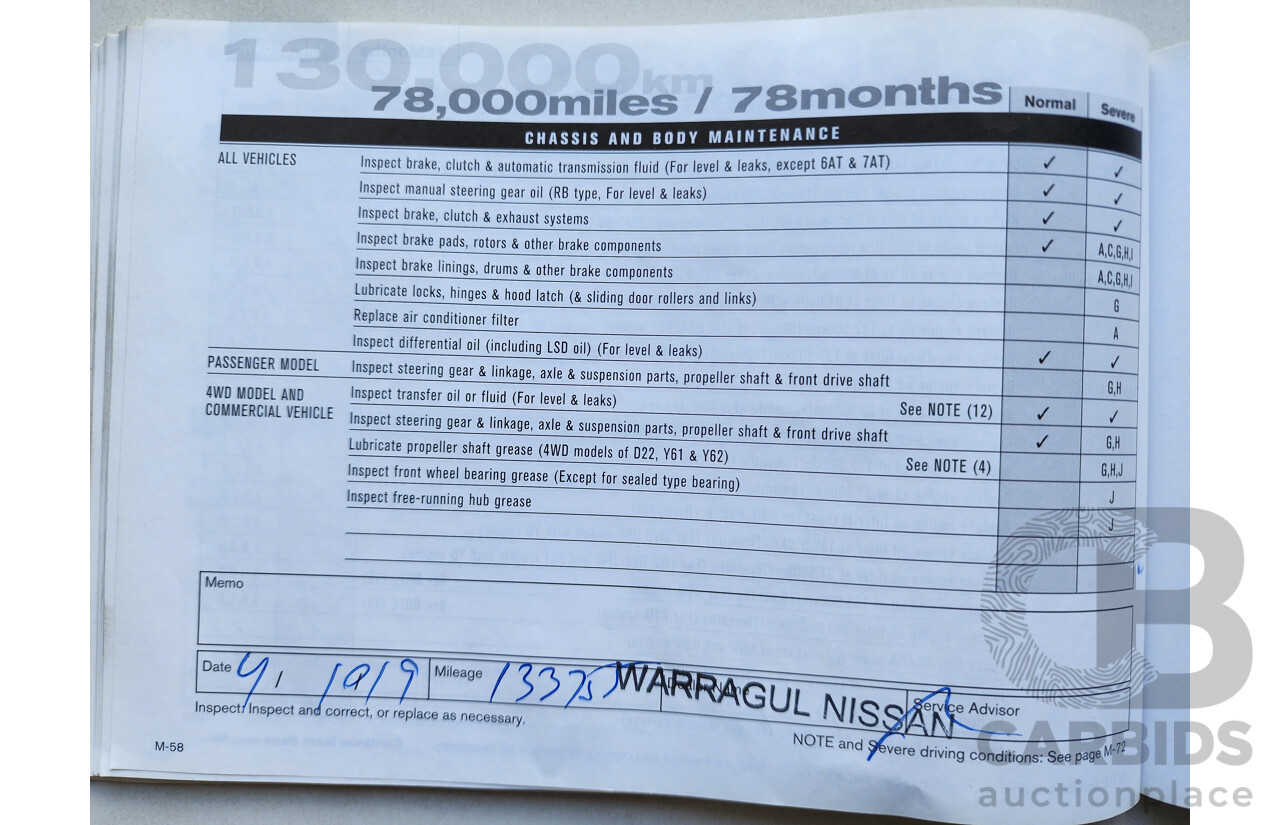 130,000km
78,000miles / 78months
Normal Severe
CHASSIS AND BODY MAINTENANCE
ALL VEHICLES Inspect brake, clutch & automatic transmission fluid (For level & leaks, except 6AT & 7AT) ✓ ✓
Inspect manual steering gear oil (RB type, For level & leaks) ✓ ✓
Inspect brake, clutch & exhaust systems ✓ ✓
Inspect brake pads, rotors & other brake components ✓ A,C,G,H,I
Inspect brake linings, drums & other brake components A,C,G,H,I
Lubricate locks, hinges & hood latch (& sliding door rollers and links) G
Replace air conditioner filter A
Inspect differential oil (including LSD oil) (For level & leaks) ✓ ✓
PASSENGER MODEL Inspect steering gear & linkage, axle & suspension parts, propeller shaft & front drive shaft G,H
4WD MODEL AND Inspect transfer oil or fluid (For level & leaks) See NOTE (12) ✓ ✓
COMMERCIAL VEHICLE Inspect steering gear & linkage, axle & suspension parts, propeller shaft & front drive shaft ✓ G,H
Lubricate propeller shaft grease (4WD models of D22, Y61 & Y62) See NOTE (4) G,H,J
Inspect front wheel bearing grease (Except for sealed type bearing) J
Inspect free-running hub grease J
Memo
Date Mileage 133757 WARRAGUL NISSAN Service Advisor
Inspect: Inspect and correct, or replace as necessary.
NOTE and Severe driving conditions: See page M-72
M-58
CARBIDS
auctionplace